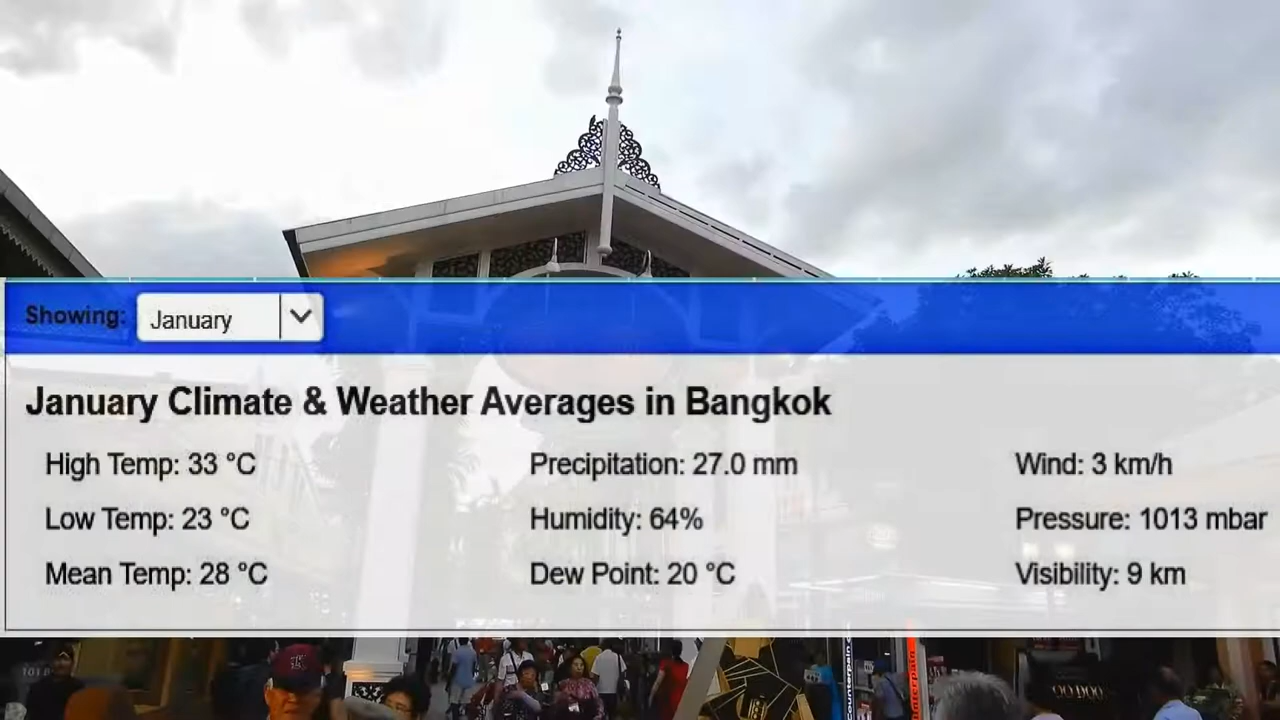 Showing: January
January Climate & Weather Averages in Bangkok
High Temp: 33 °C
Precipitation: 27.0 mm
Wind: 3 km/h
Low Temp: 23 °C
Humidity: 64%
Pressure: 1013 mbar
Mean Temp: 28 °C
Dew Point: 20 °C
Visibility: 9 km
Counterpain